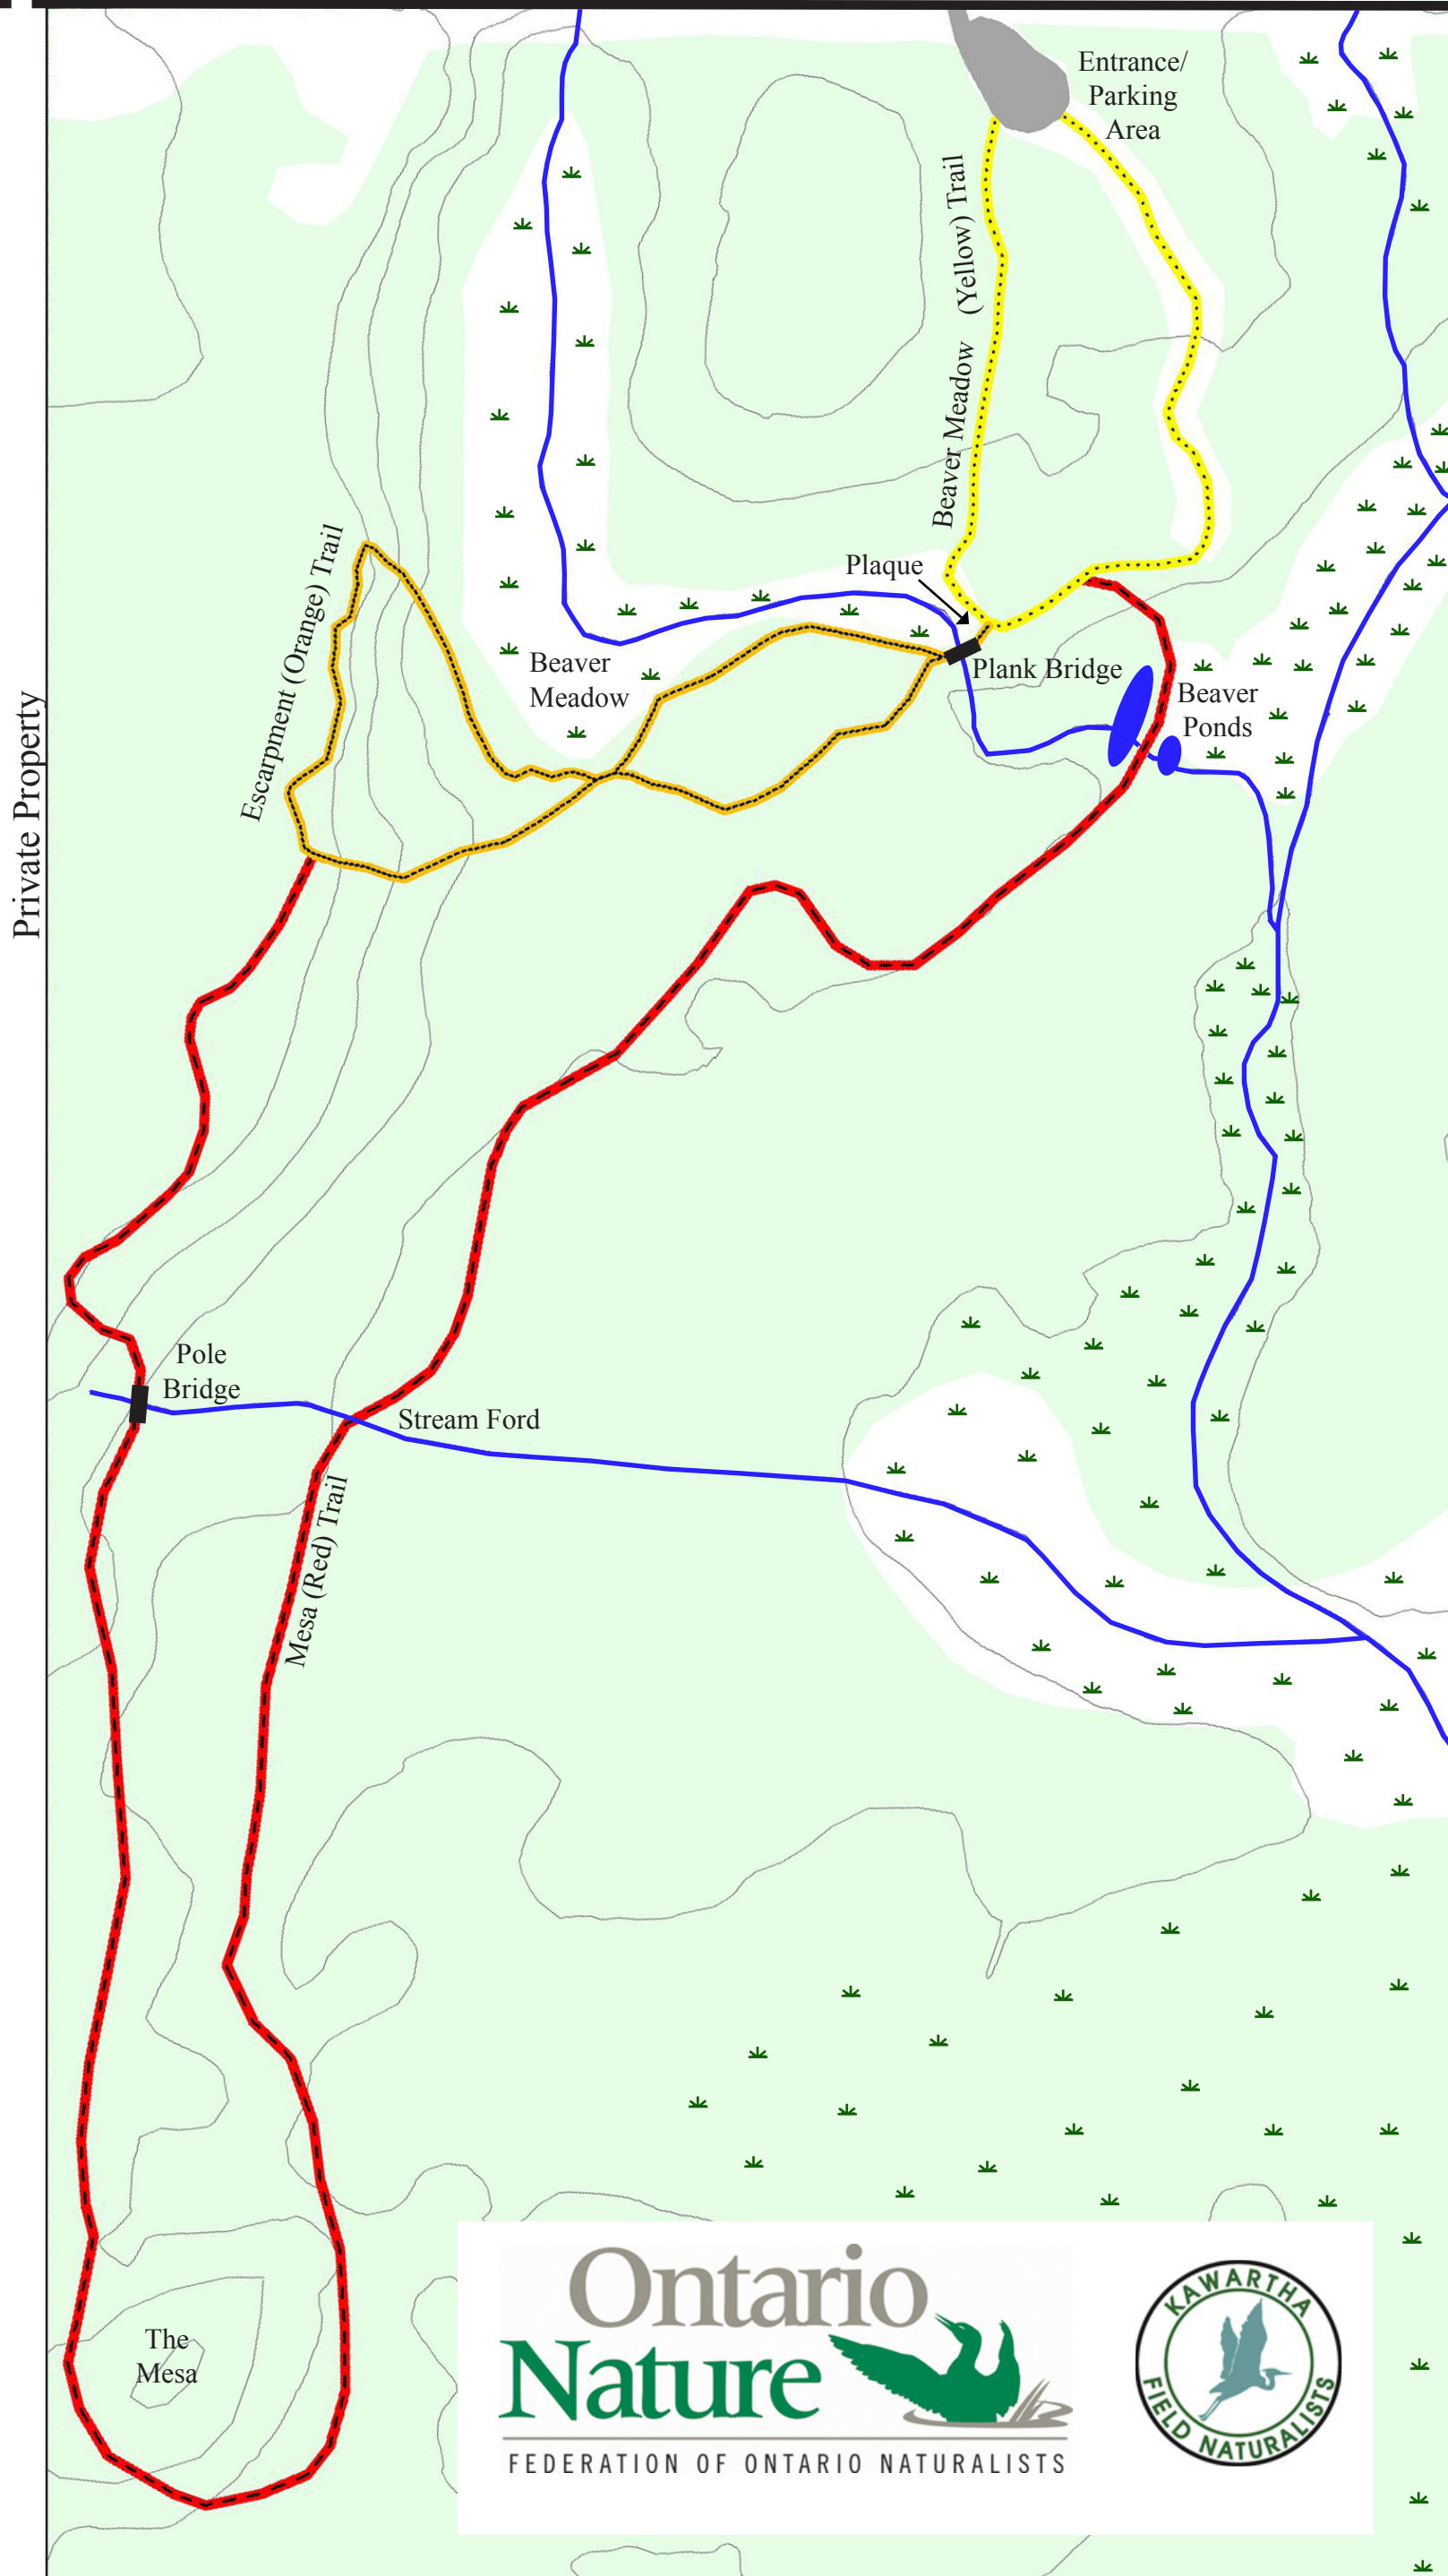 Entrance/
Parking
Area
Beaver Meadow (Yellow) Trail
Escarpment (Orange) Trail
Plaque
Plank Bridge
Beaver
Meadow
Beaver
Ponds
Private Property
Pole
Bridge
Stream Ford
Mesa (Red) Trail
The
Mesa
Ontario
Nature
FEDERATION OF ONTARIO NATURALISTS
KAWARTHA
FIELD NATURALISTS